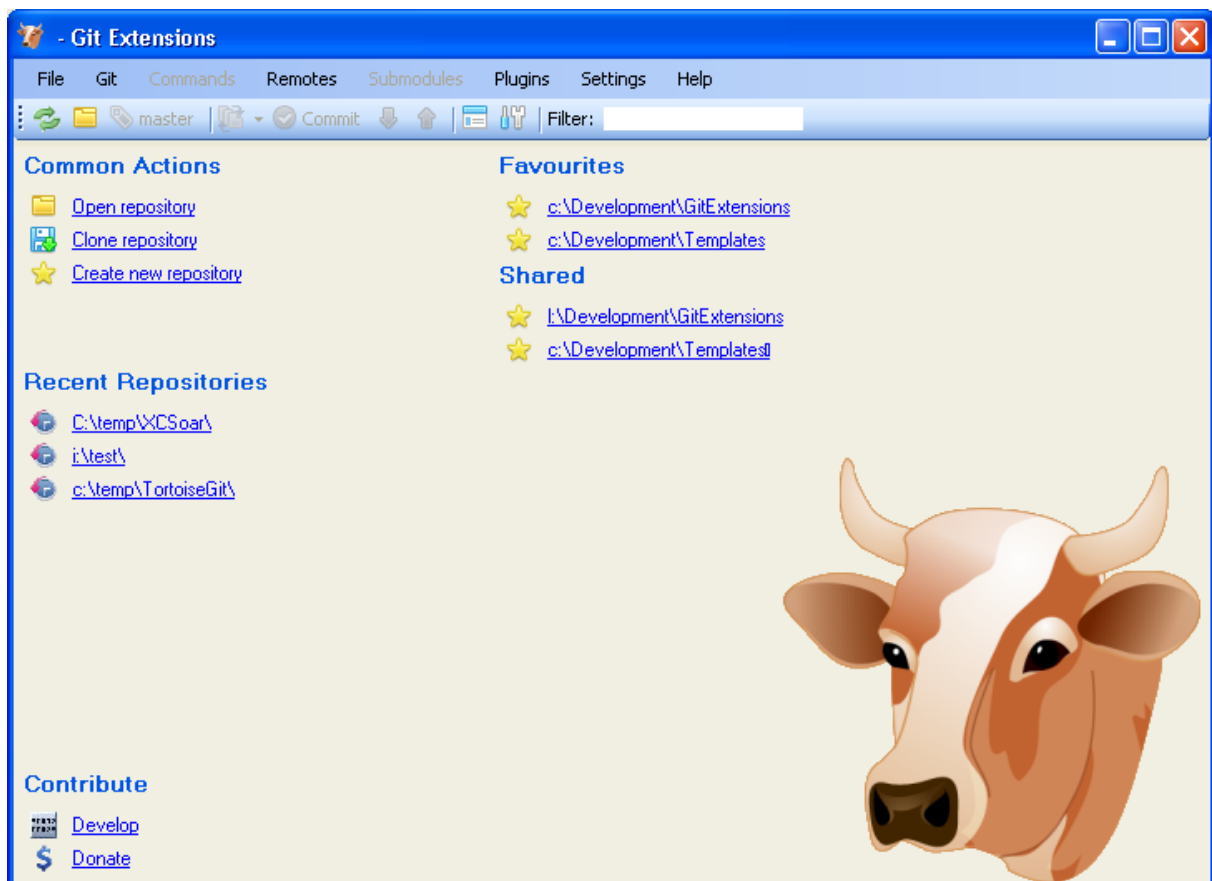 - Git Extensions
File Git Commands Remotes Submodules Plugins Settings Help
master Commit Filter:
Common Actions
Open repository
Clone repository
Create new repository
Favourites
c:\Development\GitExtensions
c:\Development\Templates
Shared
I:\Development\GitExtensions
c:\Development\Templates▯
Recent Repositories
C:\temp\XCSoar\
i:\test\
c:\temp\TortoiseGit\
Contribute
Develop
Donate